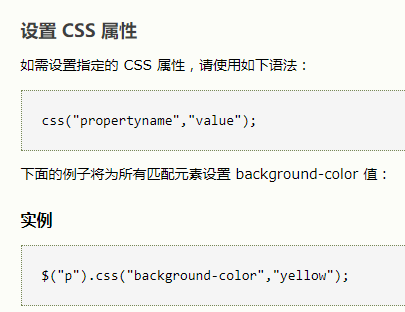 设置 CSS 属性
如需设置指定的 CSS 属性，请使用如下语法：
css("propertyname","value");
下面的例子将为所有匹配元素设置 background-color 值：
实例
$("p").css("background-color","yellow");